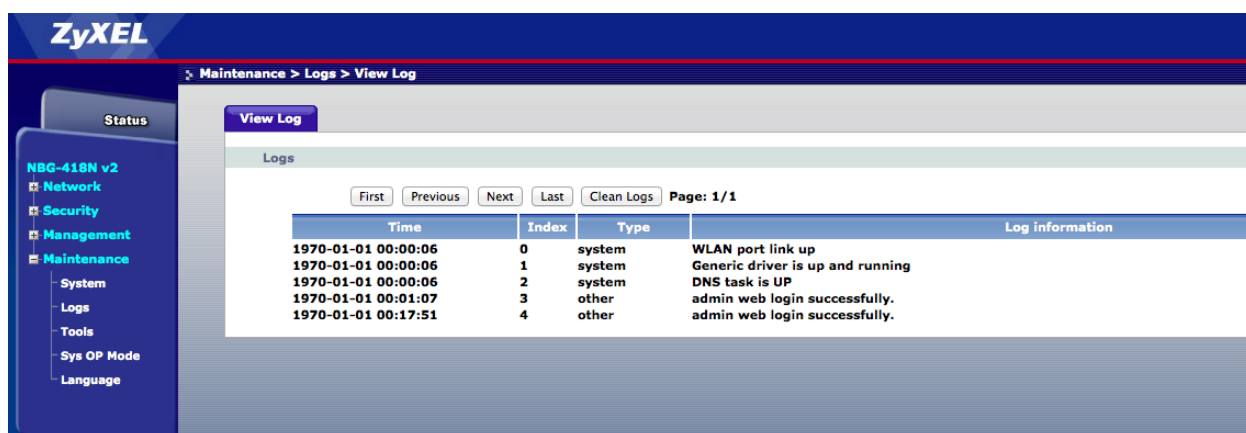 ZyXEL
Maintenance > Logs > View Log
Status
NBG-418N v2
Network
Security
Management
Maintenance
System
Logs
Tools
Sys OP Mode
Language
View Log
Logs
First Previous Next Last Clean Logs Page: 1/1
Time Index Type Log information
1970-01-01 00:00:06 0 system WLAN port link up
1970-01-01 00:00:06 1 system Generic driver is up and running
1970-01-01 00:00:06 2 system DNS task is UP
1970-01-01 00:01:07 3 other admin web login successfully.
1970-01-01 00:17:51 4 other admin web login successfully.